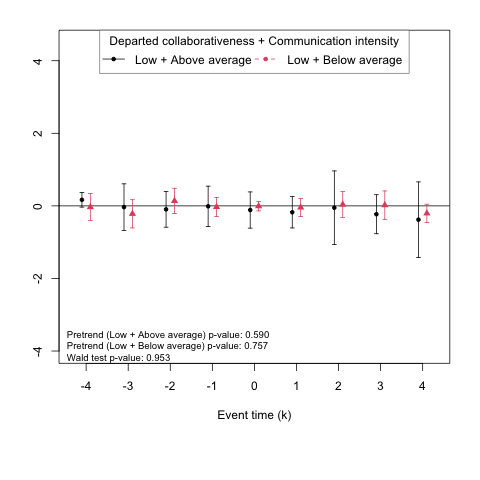 Departed collaborativeness + Communication intensity
Low + Above average Low + Below average
4
2
0
-2
-4
Pretrend (Low + Above average) p-value: 0.590
Pretrend (Low + Below average) p-value: 0.757
Wald test p-value: 0.953
-4 -3 -2 -1 0 1 2 3 4
Event time (k)